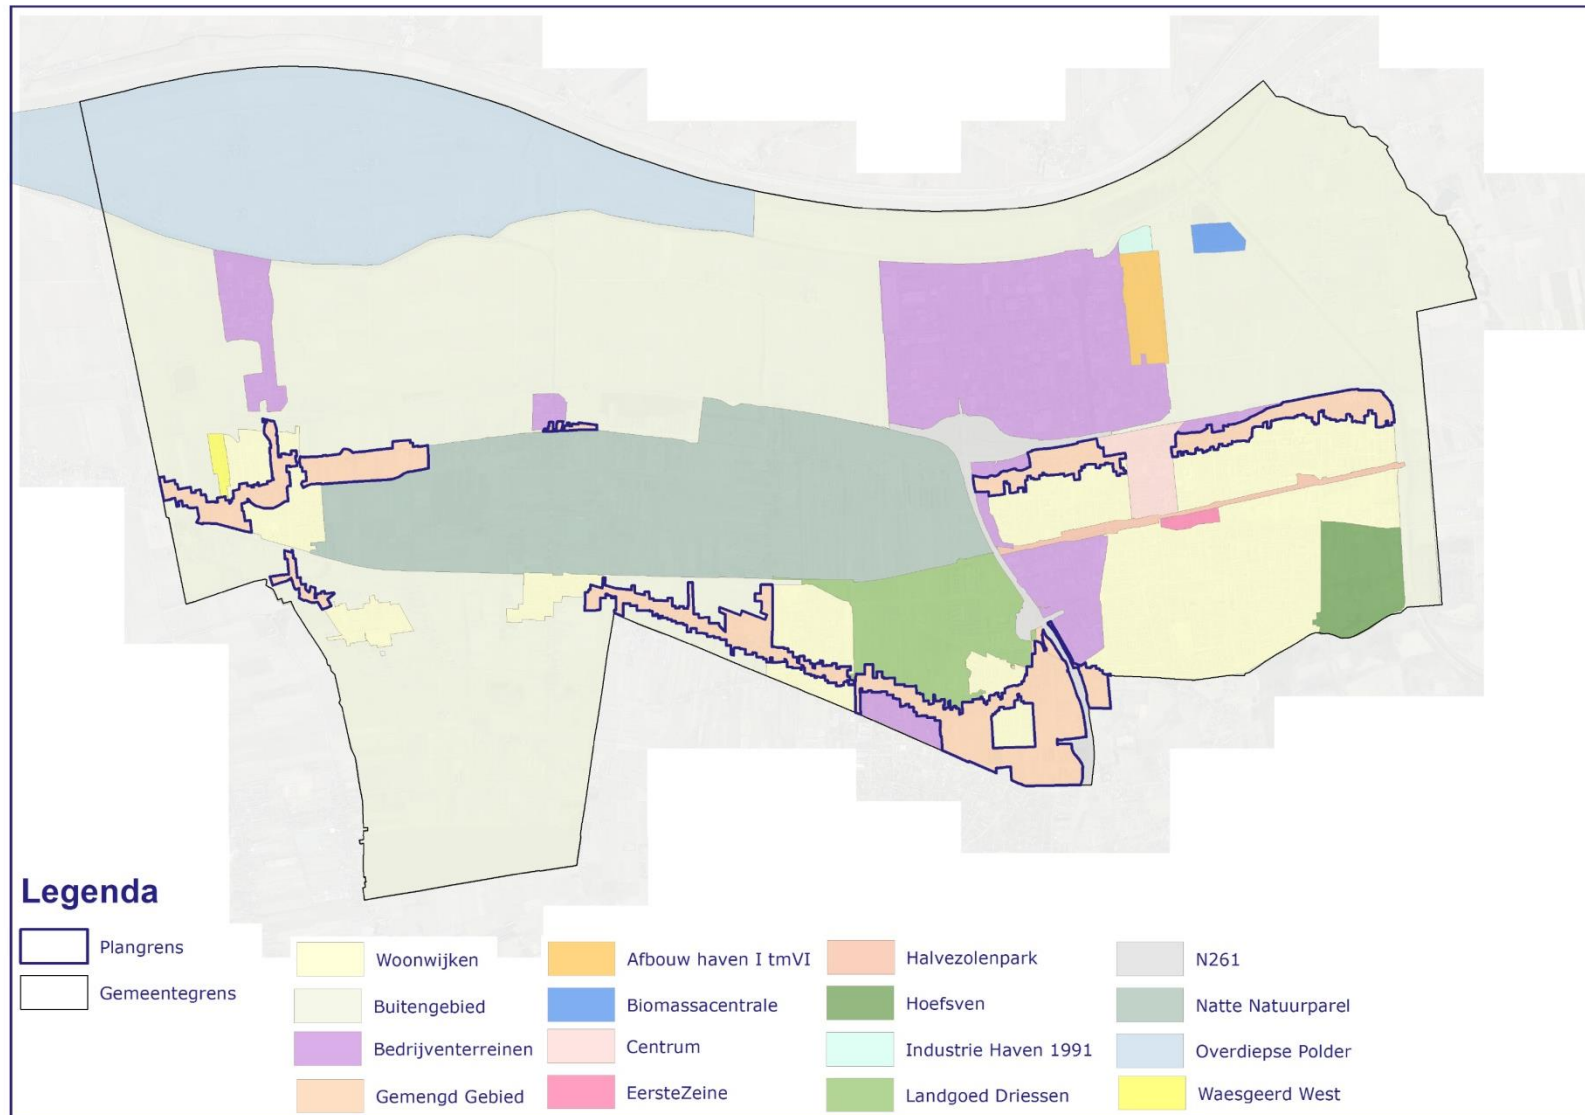 Legenda
Plangrens
Gemeentegrens
Woonwijken
Buitengebied
Bedrijventerreinen
Gemengd Gebied
Afbouw haven I tmVI
Biomassacentrale
Centrum
EersteZeine
Halvezolenpark
Hoefsven
Industrie Haven 1991
Landgoed Driessen
N261
Natte Natuurparel
Overdiepse Polder
Waesgeerd West